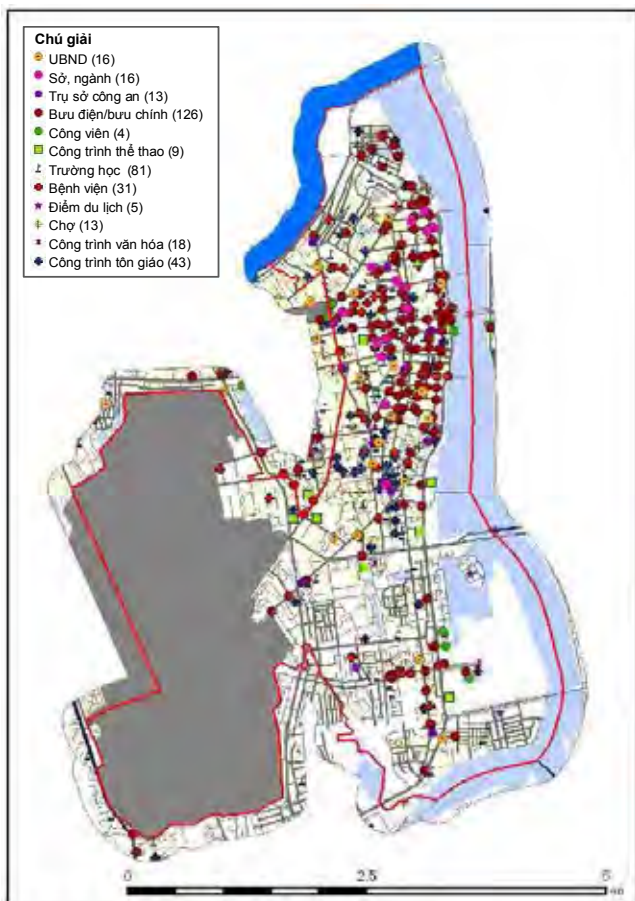 Chú giải
UBND (16)
Sở, ngành (16)
Trụ sở công an (13)
Bưu điện/bưu chính (126)
Công viên (4)
Công trình thể thao (9)
Trường học (81)
Bệnh viện (31)
Điểm du lịch (5)
Chợ (13)
Công trình văn hóa (18)
Công trình tôn giáo (43)
0 2.5 5